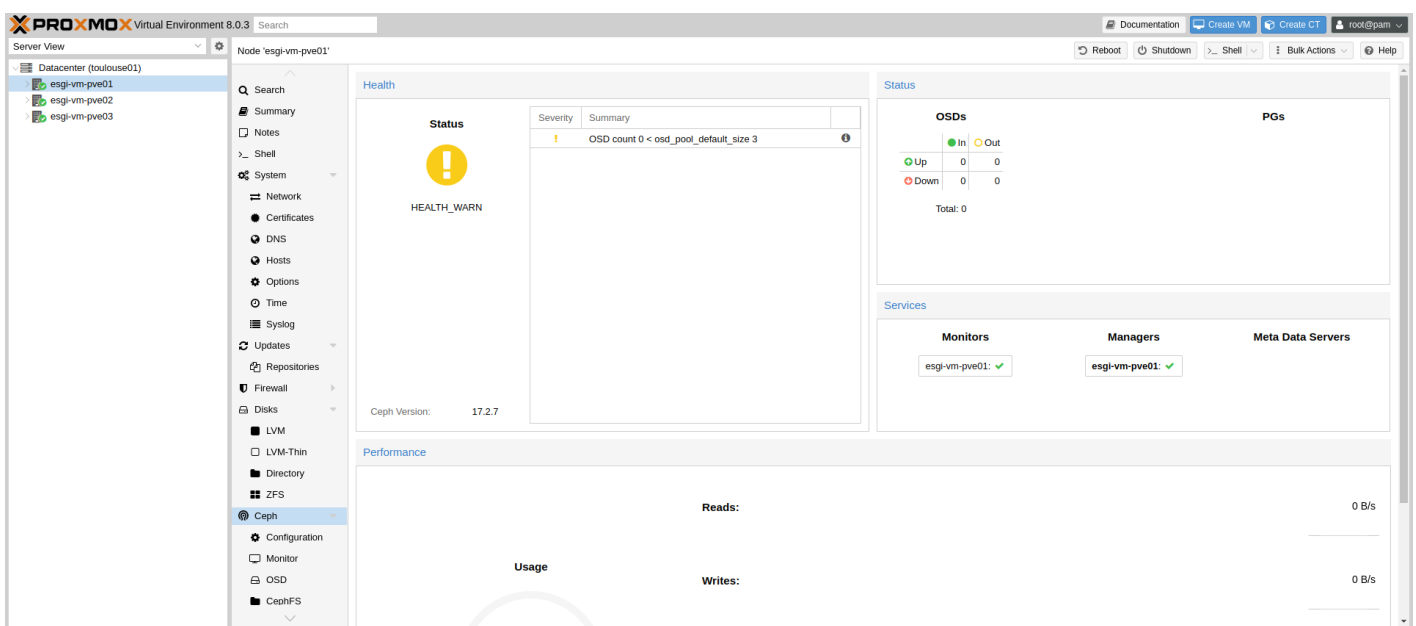 PROXMOX Virtual Environment 8.0.3 Search Documentation Create VM Create CT root@pam
Server View
Datacenter (toulouse01)
esgi-vm-pve01
esgi-vm-pve02
esgi-vm-pve03
Node 'esgi-vm-pve01' Reboot Shutdown >_ Shell Bulk Actions Help
Search
Summary
Notes
>_ Shell
System
Network
Certificates
DNS
Hosts
Options
Time
Syslog
Updates
Repositories
Firewall
Disks
LVM
LVM-Thin
Directory
ZFS
Ceph
Configuration
Monitor
OSD
CephFS
Health
Status
HEALTH_WARN
Severity Summary
! OSD count 0 < osd_pool_default_size 3
Ceph Version: 17.2.7
Status
OSDs PGs
In Out
Up 0 0
Down 0 0
Total: 0
Services
Monitors Managers Meta Data Servers
esgi-vm-pve01: esgi-vm-pve01:
Performance
Reads: 0 B/s
Usage
Writes: 0 B/s